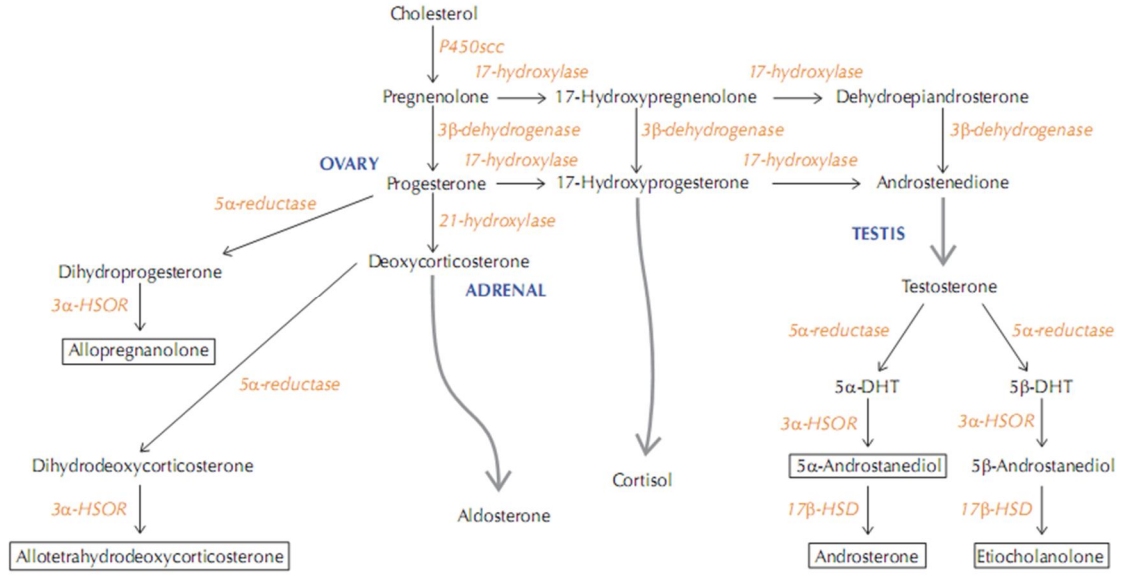 Cholesterol
P450scc
17-hydroxylase 17-hydroxylase
Pregnenolone 17-Hydroxypregnenolone Dehydroepiandrosterone
3β-dehydrogenase 3β-dehydrogenase 3β-dehydrogenase
OVARY 17-hydroxylase 17-hydroxylase
Progesterone 17-Hydroxyprogesterone Androstenedione
5α-reductase
21-hydroxylase
TESTIS
Deoxycorticosterone
Dihydroprogesterone
ADRENAL
Testosterone
3α-HSOR
5α-reductase 5α-reductase
Allopregnanolone
5α-reductase
5α-DHT 5β-DHT
3α-HSOR 3α-HSOR
Dihydrodeoxycorticosterone
5α-Androstanediol 5β-Androstanediol
Cortisol
3α-HSOR
17β-HSD 17β-HSD
Aldosterone
Allotetrahydrodeoxycorticosterone
Androsterone Etiocholanolone